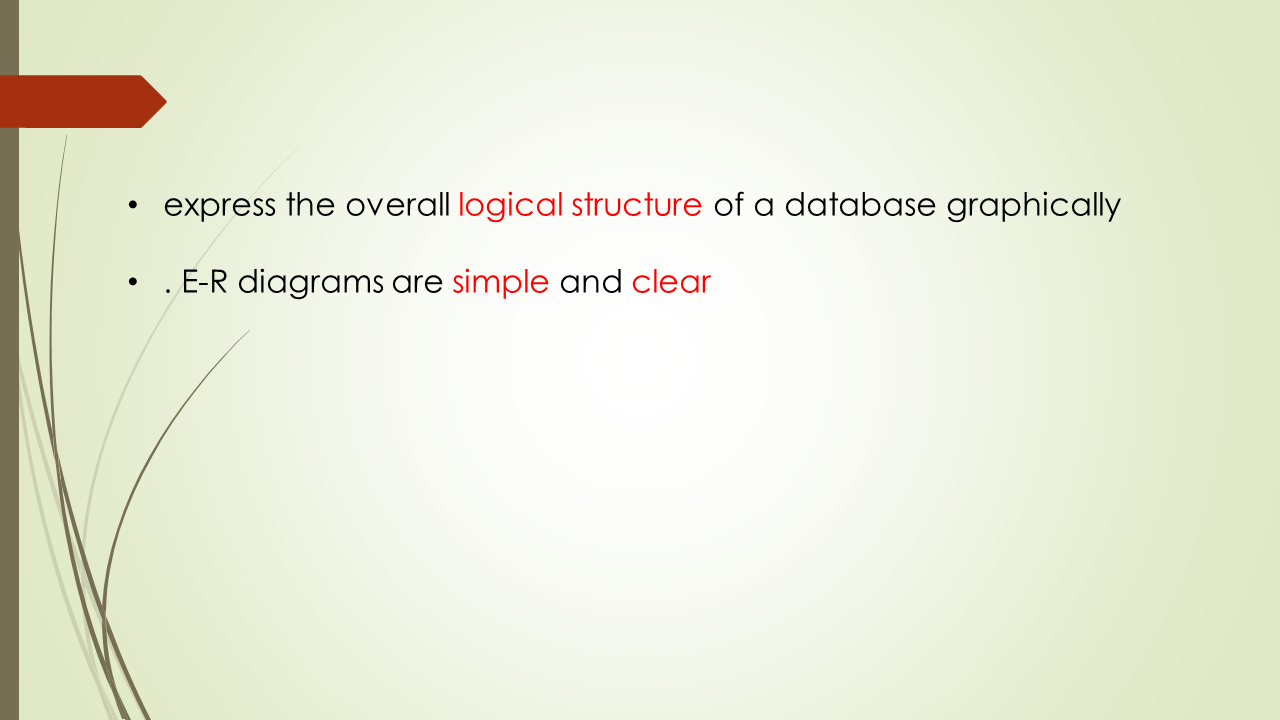 • express the overall logical structure of a database graphically
• . E-R diagrams are simple and clear